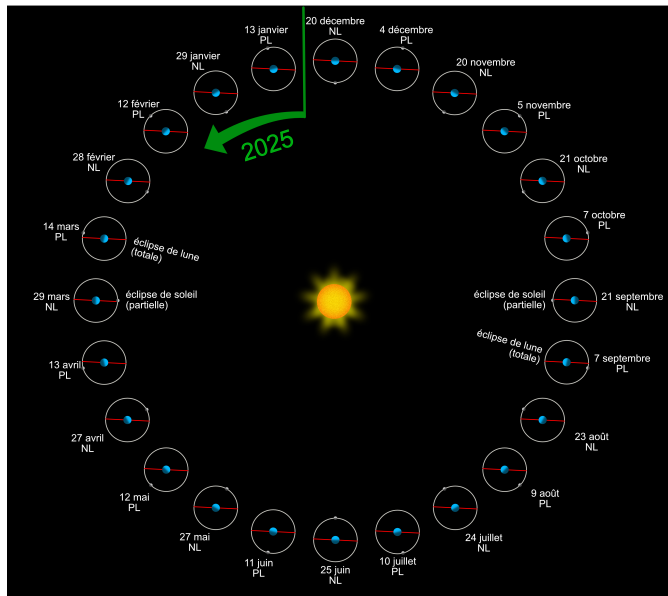 20 décembre
NL
4 décembre
PL
20 novembre
NL
5 novembre
PL
21 octobre
NL
7 octobre
PL
éclipse de soleil
(partielle)
21 septembre
NL
éclipse de lune
(totale)
7 septembre
PL
23 août
NL
9 août
PL
24 juillet
NL
10 juillet
PL
25 juin
NL
11 juin
PL
27 mai
NL
12 mai
PL
27 avril
NL
13 avril
PL
29 mars
NL
éclipse de soleil
(partielle)
14 mars
PL
éclipse de lune
(totale)
28 février
NL
12 février
PL
29 janvier
NL
13 janvier
PL
2025